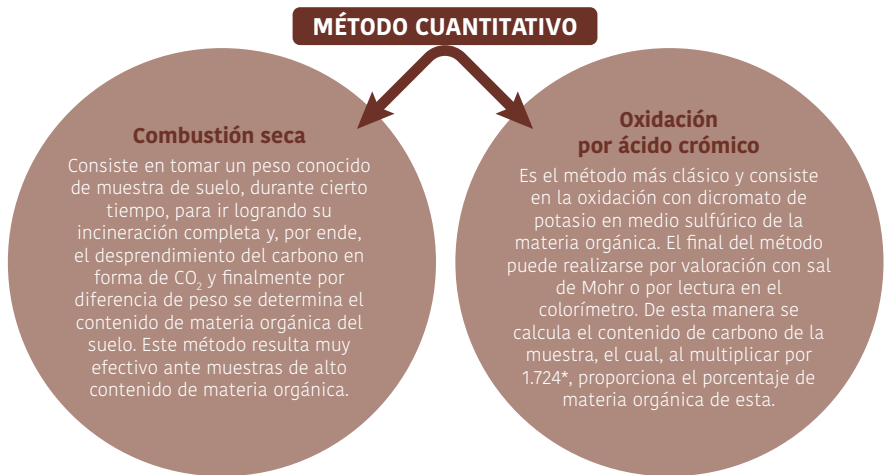 MÉTODO CUANTITATIVO
Combustión seca
Consiste en tomar un peso conocido
de muestra de suelo, durante cierto
tiempo, para ir logrando su
incineración completa y, por ende,
el desprendimiento del carbono en
forma de CO₂ y finalmente por
diferencia de peso se determina el
contenido de materia orgánica del
suelo. Este método resulta muy
efectivo ante muestras de alto
contenido de materia orgánica.
Oxidación
por ácido crómico
Es el método más clásico y consiste
en la oxidación con dicromato de
potasio en medio sulfúrico de la
materia orgánica. El final del método
puede realizarse por valoración con sal
de Mohr o por lectura en el
colorímetro. De esta manera se
calcula el contenido de carbono de la
muestra, el cual, al multiplicar por
1.724*, proporciona el porcentaje de
materia orgánica de esta.